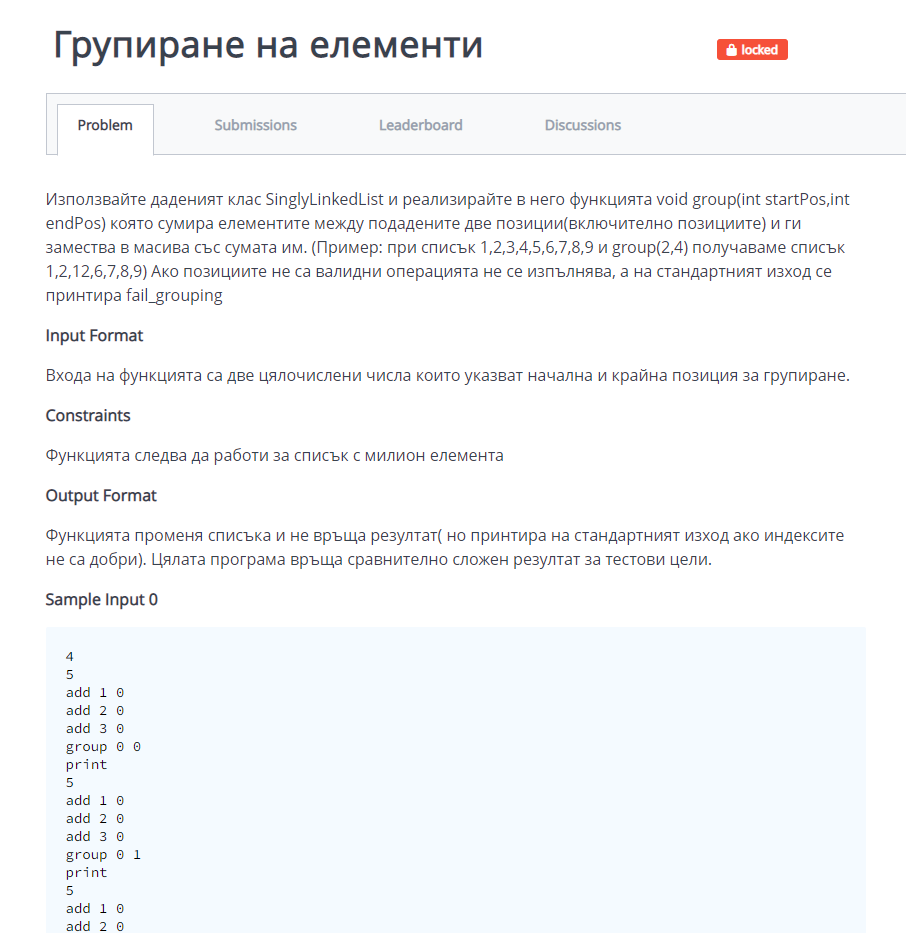 Групиране на елементи
locked
Problem
Submissions
Leaderboard
Discussions
Използвайте даденият клас SinglyLinkedList и реализирайте в него функцията void group(int startPos,int
endPos) която сумира елементите между подадените две позиции(включително позициите) и ги
замества в масива със сумата им. (Пример: при списък 1,2,3,4,5,6,7,8,9 и group(2,4) получаваме списък
1,2,12,6,7,8,9) Ако позициите не са валидни операцията не се изпълнява, а на стандартният изход се
принтира fail_grouping
Input Format
Входа на функцията са две цялочислени числа които указват начална и крайна позиция за групиране.
Constraints
Функцията следва да работи за списък с милион елемента
Output Format
Функцията променя списъка и не връща резултат( но принтира на стандартният изход ако индексите
не са добри). Цялата програма връща сравнително сложен резултат за тестови цели.
Sample Input 0
4
5
add 1 0
add 2 0
add 3 0
group 0 0
print
5
add 1 0
add 2 0
add 3 0
group 0 1
print
5
add 1 0
add 2 0